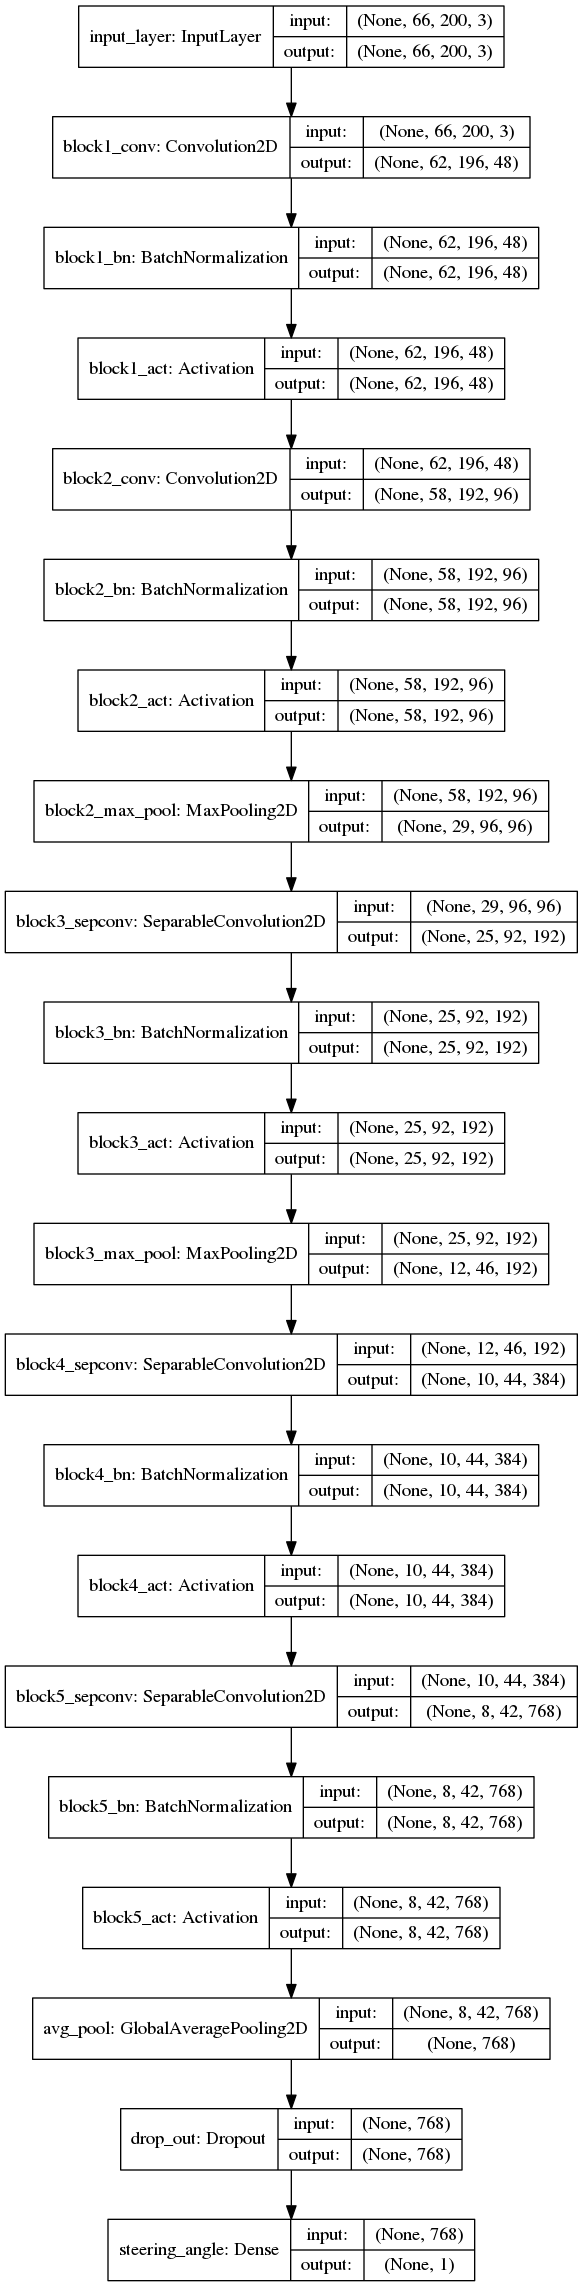 input_layer: InputLayer
input: (None, 66, 200, 3)
output: (None, 66, 200, 3)
block1_conv: Convolution2D
input: (None, 66, 200, 3)
output: (None, 62, 196, 48)
block1_bn: BatchNormalization
input: (None, 62, 196, 48)
output: (None, 62, 196, 48)
block1_act: Activation
input: (None, 62, 196, 48)
output: (None, 62, 196, 48)
block2_conv: Convolution2D
input: (None, 62, 196, 48)
output: (None, 58, 192, 96)
block2_bn: BatchNormalization
input: (None, 58, 192, 96)
output: (None, 58, 192, 96)
block2_act: Activation
input: (None, 58, 192, 96)
output: (None, 58, 192, 96)
block2_max_pool: MaxPooling2D
input: (None, 58, 192, 96)
output: (None, 29, 96, 96)
block3_sepconv: SeparableConvolution2D
input: (None, 29, 96, 96)
output: (None, 25, 92, 192)
block3_bn: BatchNormalization
input: (None, 25, 92, 192)
output: (None, 25, 92, 192)
block3_act: Activation
input: (None, 25, 92, 192)
output: (None, 25, 92, 192)
block3_max_pool: MaxPooling2D
input: (None, 25, 92, 192)
output: (None, 12, 46, 192)
block4_sepconv: SeparableConvolution2D
input: (None, 12, 46, 192)
output: (None, 10, 44, 384)
block4_bn: BatchNormalization
input: (None, 10, 44, 384)
output: (None, 10, 44, 384)
block4_act: Activation
input: (None, 10, 44, 384)
output: (None, 10, 44, 384)
block5_sepconv: SeparableConvolution2D
input: (None, 10, 44, 384)
output: (None, 8, 42, 768)
block5_bn: BatchNormalization
input: (None, 8, 42, 768)
output: (None, 8, 42, 768)
block5_act: Activation
input: (None, 8, 42, 768)
output: (None, 8, 42, 768)
avg_pool: GlobalAveragePooling2D
input: (None, 8, 42, 768)
output: (None, 768)
drop_out: Dropout
input: (None, 768)
output: (None, 768)
steering_angle: Dense
input: (None, 768)
output: (None, 1)